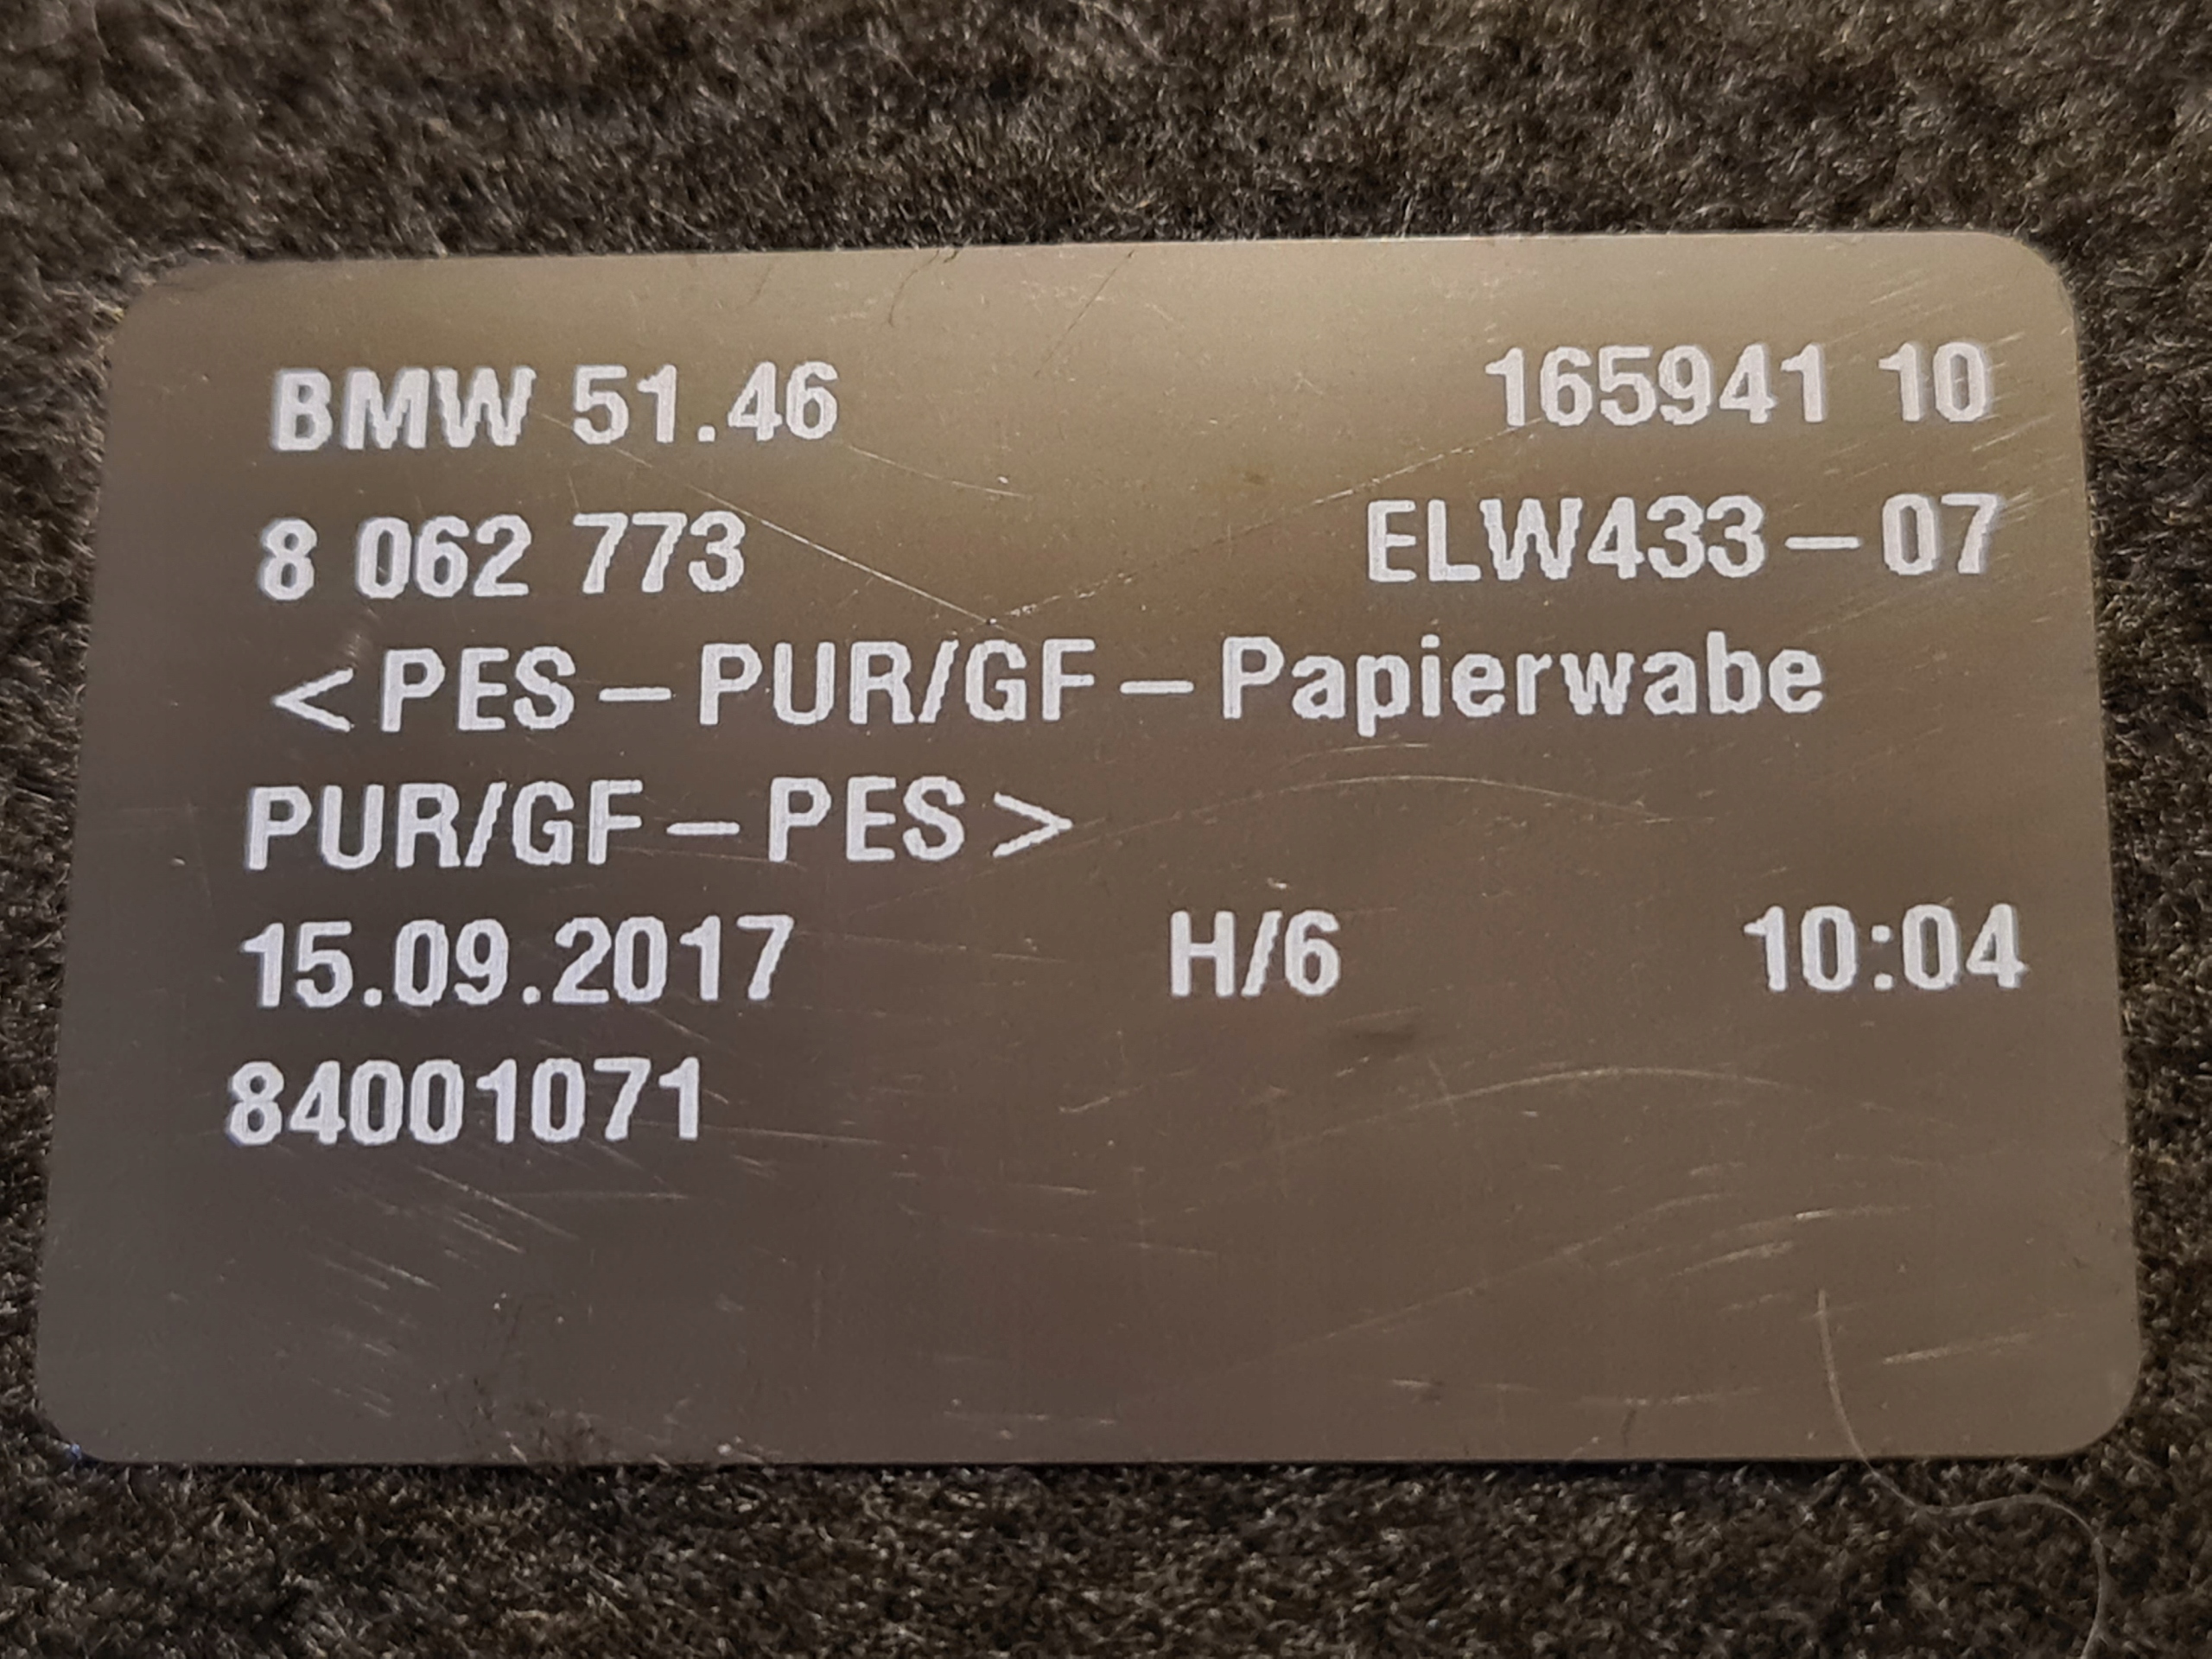 BMW 51.46 165941 10
8 062 773 ELW433-07
<PES-PUR/GF-Papierwabe
PUR/GF-PES>
15.09.2017 H/6 10:04
84001071